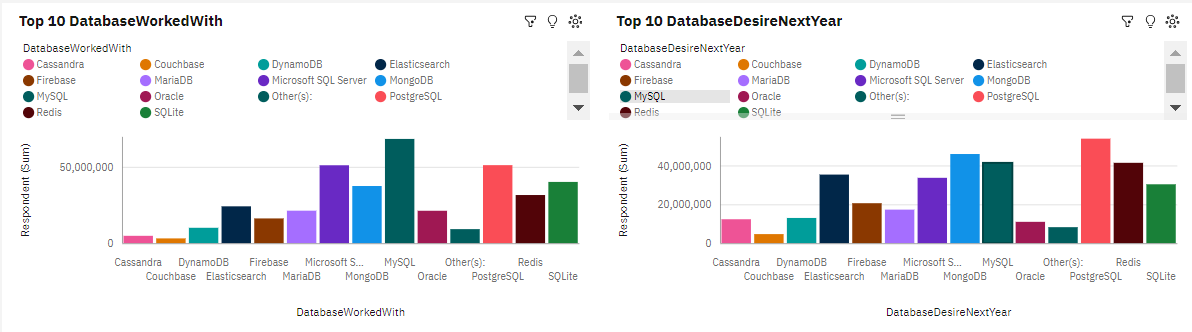 Top 10 DatabaseWorkedWith
DatabaseWorkedWith
Cassandra Couchbase DynamoDB Elasticsearch
Firebase MariaDB Microsoft SQL Server MongoDB
MySQL Oracle Other(s): PostgreSQL
Redis SQLite
Respondent (Sum)
50,000,000
0
Cassandra DynamoDB Firebase Microsoft S... MySQL Other(s): Redis
Couchbase Elasticsearch MariaDB MongoDB Oracle PostgreSQL SQLite
DatabaseWorkedWith
Top 10 DatabaseDesireNextYear
DatabaseDesireNextYear
Cassandra Couchbase DynamoDB Elasticsearch
Firebase MariaDB Microsoft SQL Server MongoDB
MySQL Oracle Other(s): PostgreSQL
Redis SQLite
Respondent (Sum)
40,000,000
20,000,000
0
Cassandra DynamoDB Firebase Microsoft S... MySQL Other(s): Redis
Couchbase Elasticsearch MariaDB MongoDB Oracle PostgreSQL SQLite
DatabaseDesireNextYear